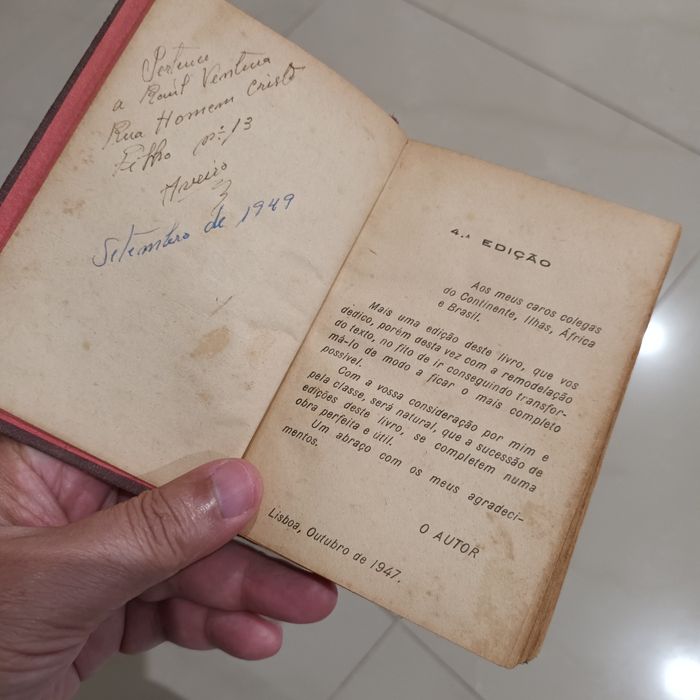 Pertence
a Raúl Ventura
Rua Homem Cristo
Filho nº 13
Aveiro
Setembro de 1949
4.ª EDIÇÃO
Aos meus caros colegas
do Continente, Ilhas, África
e Brasil.
Mais uma edição deste livro, que vos
dedico, porém desta vez com a remodelação
do texto, no fito de ir conseguindo transfor-
má-lo de modo a ficar o mais completo
possível.
Com a vossa consideração por mim e
pela classe, será natural, que a sucessão de
edições deste livro, se completem numa
obra perfeita e útil.
Um abraço com os meus agradeci-
mentos.
O AUTOR
Lisboa, Outubro de 1947.